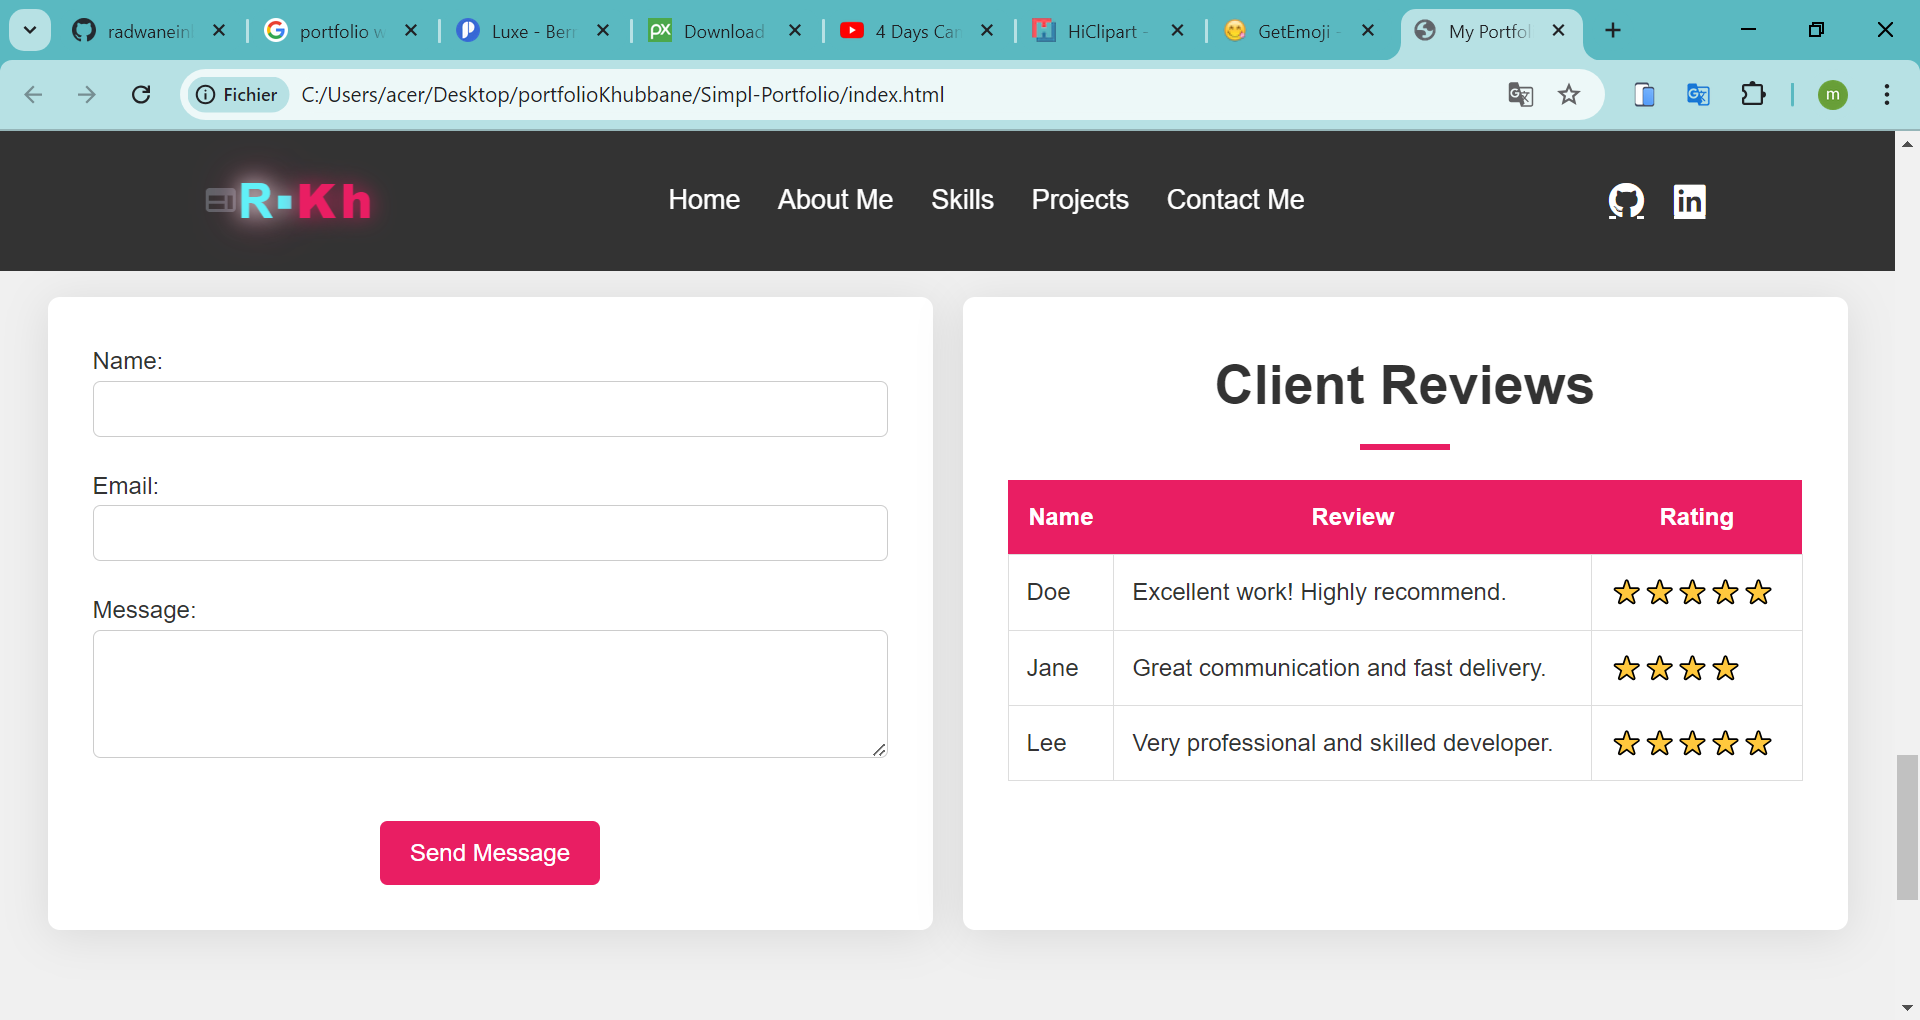 radwanein
portfolio w
Luxe - Berr
Download
4 Days Car
HiClipart -
GetEmoji -
My Portfol
Fichier
C:/Users/acer/Desktop/portfolioKhubbane/Simpl-Portfolio/index.html
m
R▪Kh
Home
About Me
Skills
Projects
Contact Me
in
Name:
Email:
Message:
Send Message
Client Reviews
Name Review Rating
Doe Excellent work! Highly recommend. ⭐⭐⭐⭐⭐
Jane Great communication and fast delivery. ⭐⭐⭐⭐
Lee Very professional and skilled developer. ⭐⭐⭐⭐⭐